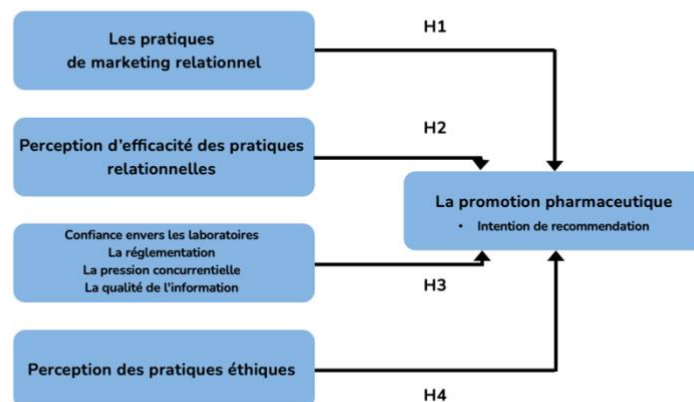 Les pratiques
de marketing relationnel
H1
Perception d'efficacité des pratiques
relationnelles
H2
La promotion pharmaceutique
• Intention de recommendation
Confiance envers les laboratoires
La réglementation
La pression concurrentielle
La qualité de l'information
H3
Perception des pratiques éthiques
H4